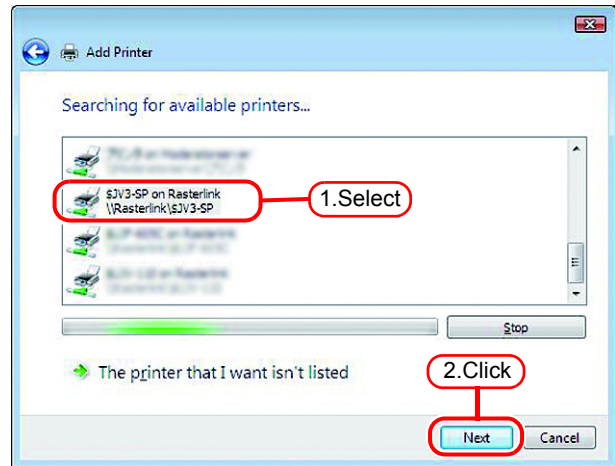 Add Printer
Searching for available printers...
$JV3-SP on Rasterlink
\\Rasterlink\$JV3-SP
1.Select
Stop
The printer that I want isn't listed
2.Click
Next
Cancel